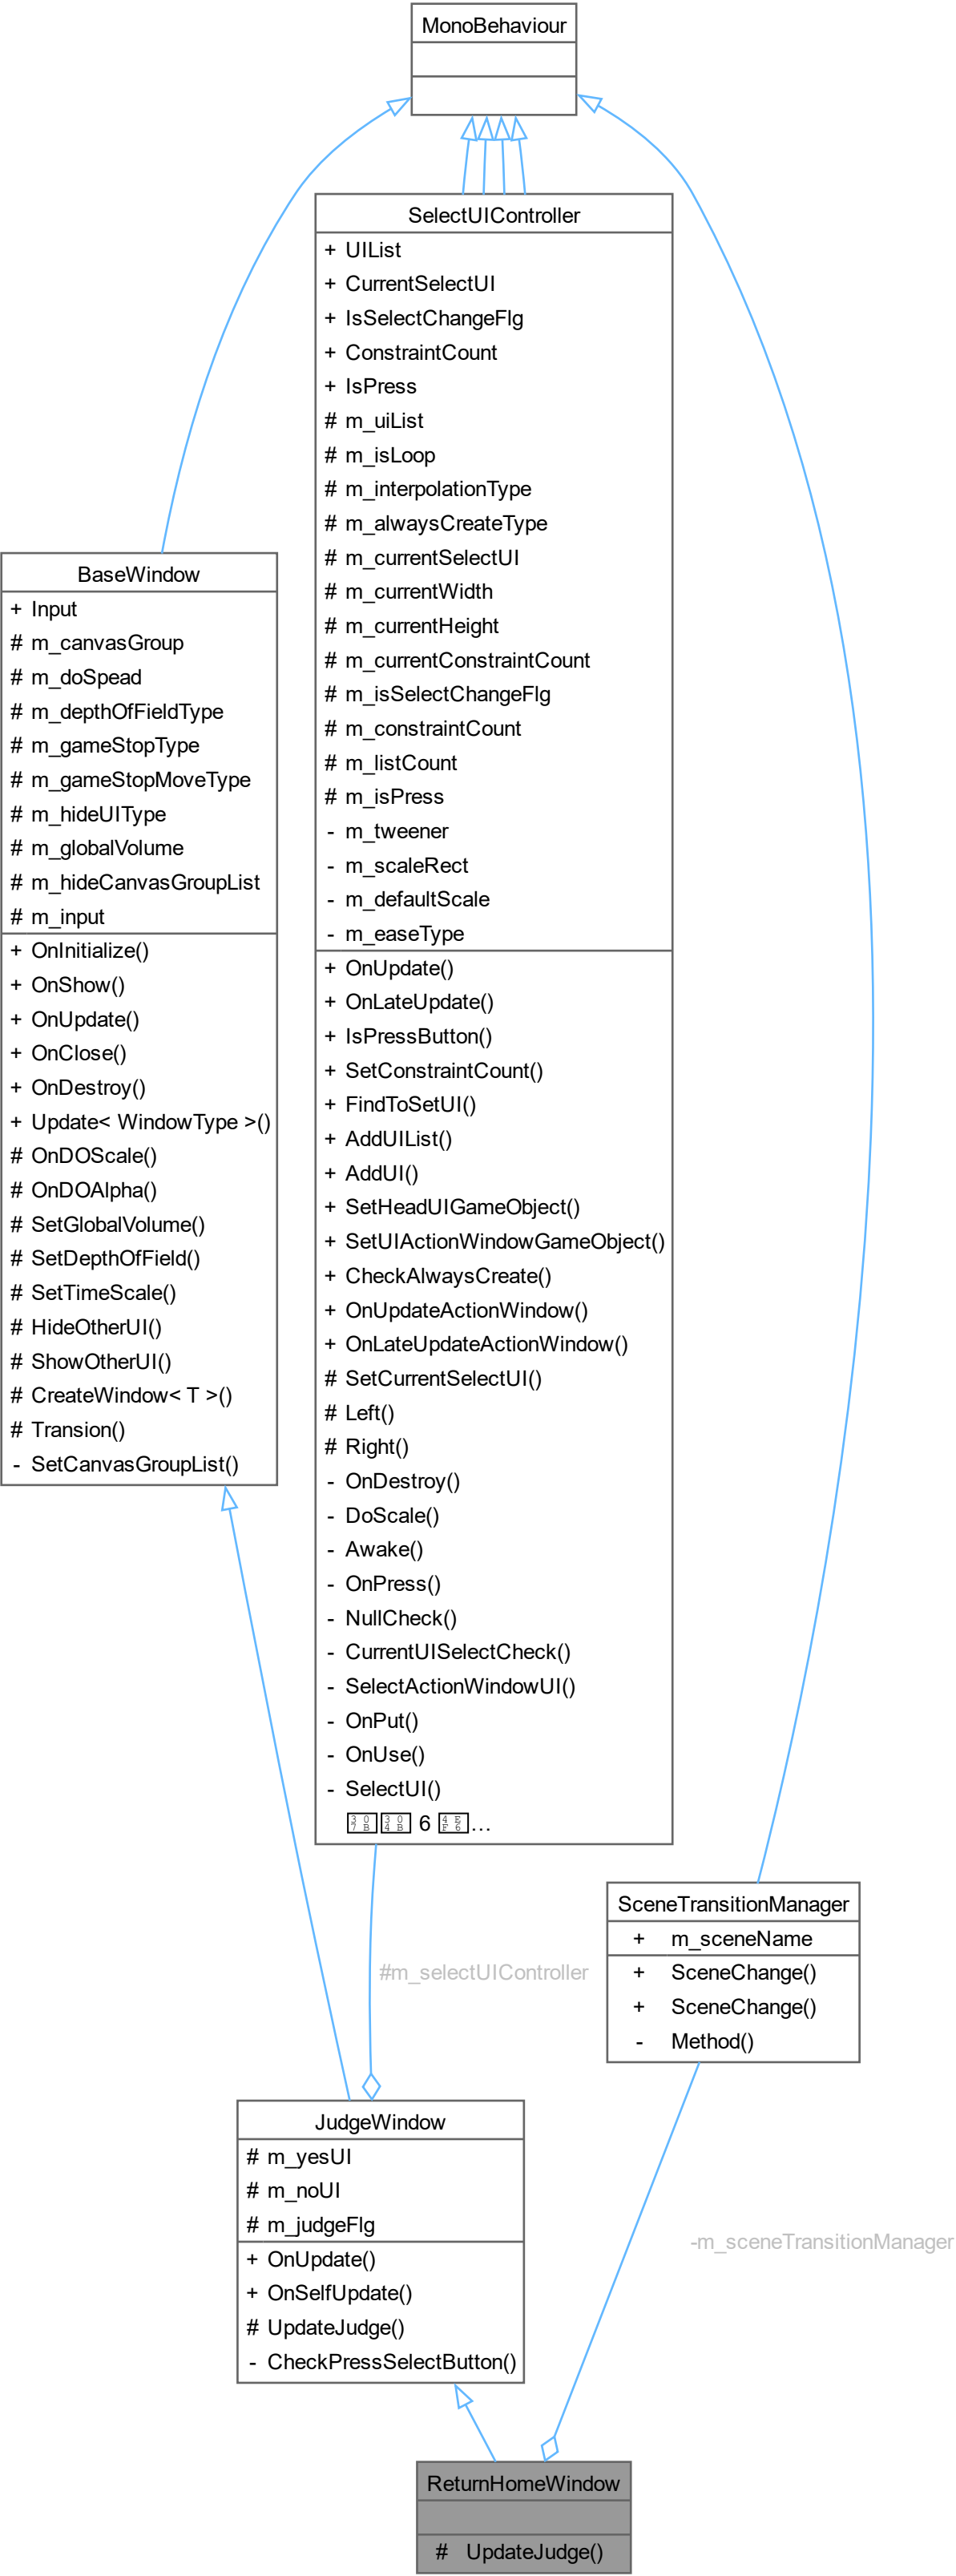 MonoBehaviour
SelectUIController
+ UIList
+ CurrentSelectUI
+ IsSelectChangeFlg
+ ConstraintCount
+ IsPress
# m_uiList
# m_isLoop
# m_interpolationType
# m_alwaysCreateType
# m_currentSelectUI
# m_currentWidth
# m_currentHeight
# m_currentConstraintCount
# m_isSelectChangeFlg
# m_constraintCount
# m_listCount
# m_isPress
- m_tweener
- m_scaleRect
- m_defaultScale
- m_easeType
+ OnUpdate()
+ OnLateUpdate()
+ IsPressButton()
+ SetConstraintCount()
+ FindToSetUI()
+ AddUIList()
+ AddUI()
+ SetHeadUIGameObject()
+ SetUIActionWindowGameObject()
+ CheckAlwaysCreate()
+ OnUpdateActionWindow()
+ OnLateUpdateActionWindow()
# SetCurrentSelectUI()
# Left()
# Right()
- OnDestroy()
- DoScale()
- Awake()
- OnPress()
- NullCheck()
- CurrentUISelectCheck()
- SelectActionWindowUI()
- OnPut()
- OnUse()
- SelectUI()
6 ...
BaseWindow
+ Input
# m_canvasGroup
# m_doSpead
# m_depthOfFieldType
# m_gameStopType
# m_gameStopMoveType
# m_hideUIType
# m_globalVolume
# m_hideCanvasGroupList
# m_input
+ OnInitialize()
+ OnShow()
+ OnUpdate()
+ OnClose()
+ OnDestroy()
+ Update< WindowType >()
# OnDOScale()
# OnDOAlpha()
# SetGlobalVolume()
# SetDepthOfField()
# SetTimeScale()
# HideOtherUI()
# ShowOtherUI()
# CreateWindow< T >()
# Transion()
- SetCanvasGroupList()
SceneTransitionManager
+ m_sceneName
+ SceneChange()
+ SceneChange()
- Method()
#m_selectUIController
JudgeWindow
# m_yesUI
# m_noUI
# m_judgeFlg
+ OnUpdate()
+ OnSelfUpdate()
# UpdateJudge()
- CheckPressSelectButton()
-m_sceneTransitionManager
ReturnHomeWindow
# UpdateJudge()